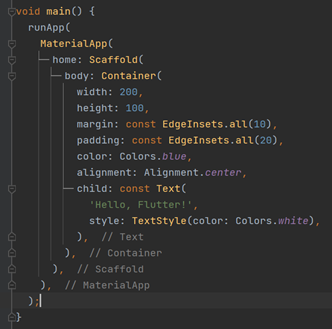 void main() {
  runApp(
    MaterialApp(
      home: Scaffold(
        body: Container(
          width: 200,
          height: 100,
          margin: const EdgeInsets.all(10),
          padding: const EdgeInsets.all(20),
          color: Colors.blue,
          alignment: Alignment.center,
          child: const Text(
            'Hello, Flutter!',
            style: TextStyle(color: Colors.white),
          ),  // Text
        ),  // Container
      ),  // Scaffold
    ),  // MaterialApp
  );
}